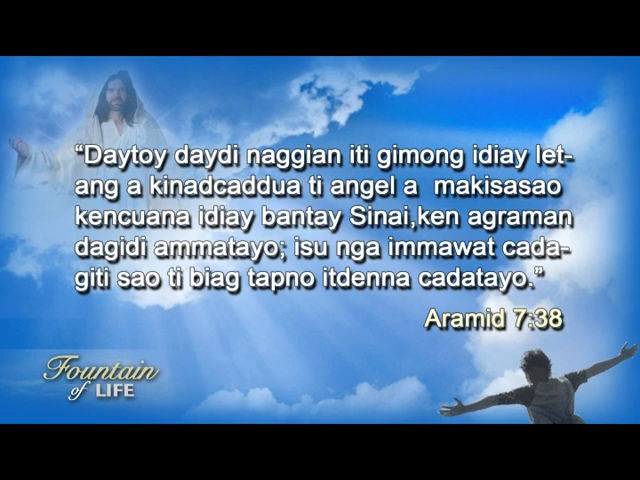 “Daytoy daydi naggian iti gimong idiay let-
ang a kinadcaddua ti angel a  makisasao
kencuana idiay bantay Sinai,ken agraman
dagidi ammatayo; isu nga immawat cada-
giti sao ti biag tapno itdenna cadatayo.”
Aramid 7:38
Fountain
of LIFE